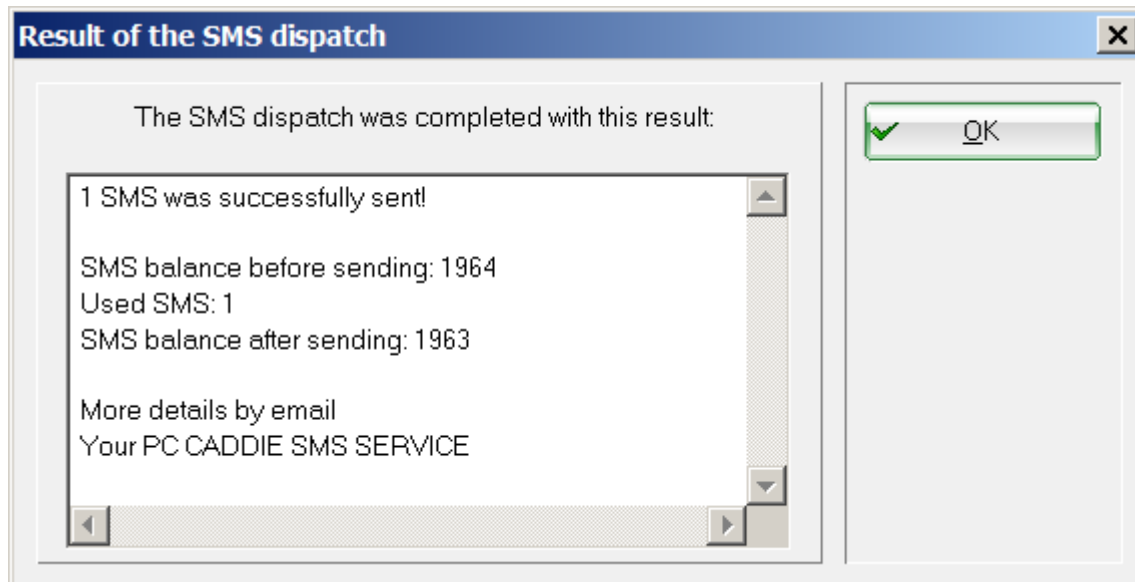 Result of the SMS dispatch
The SMS dispatch was completed with this result:
OK
1 SMS was successfully sent!
SMS balance before sending: 1964
Used SMS: 1
SMS balance after sending: 1963
More details by email
Your PC CADDIE SMS SERVICE